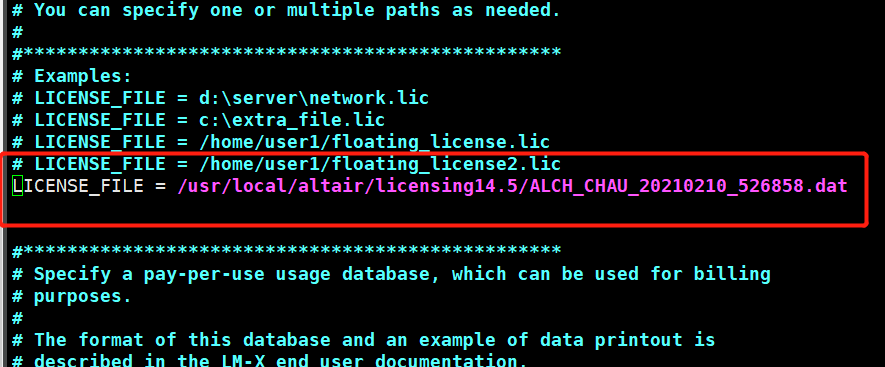 # You can specify one or multiple paths as needed.
#
#**************************************************
# Examples:
# LICENSE_FILE = d:\server\network.lic
# LICENSE_FILE = c:\extra_file.lic
# LICENSE_FILE = /home/user1/floating_license.lic
# LICENSE_FILE = /home/user1/floating_license2.lic
LICENSE_FILE = /usr/local/altair/licensing14.5/ALCH_CHAU_20210210_526858.dat
#**************************************************
# Specify a pay-per-use usage database, which can be used for billing
# purposes.
#
# The format of this database and an example of data printout is
# described in the LM-X end user documentation.